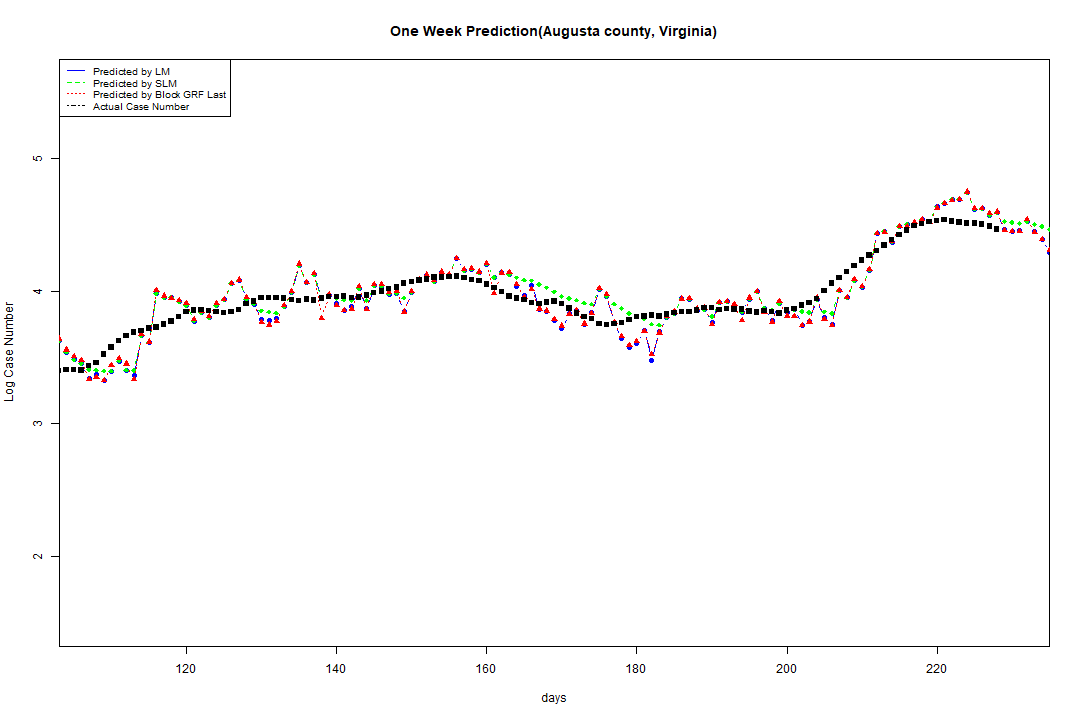 One Week Prediction(Augusta county, Virginia)
Predicted by LM
Predicted by SLM
Predicted by Block GRF Last
Actual Case Number
5
4
3
2
Log Case Number
120 140 160 180 200 220
days